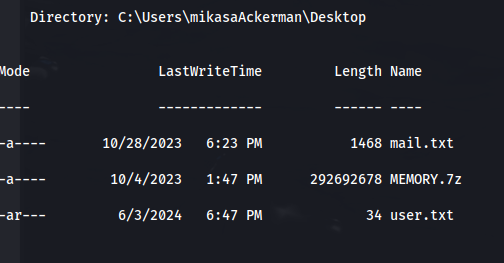 Directory: C:\Users\mikasaAckerman\Desktop
Mode LastWriteTime Length Name
---- ------------- ------ ----
-a---- 10/28/2023 6:23 PM 1468 mail.txt
-a---- 10/4/2023 1:47 PM 292692678 MEMORY.7z
-ar--- 6/3/2024 6:47 PM 34 user.txt